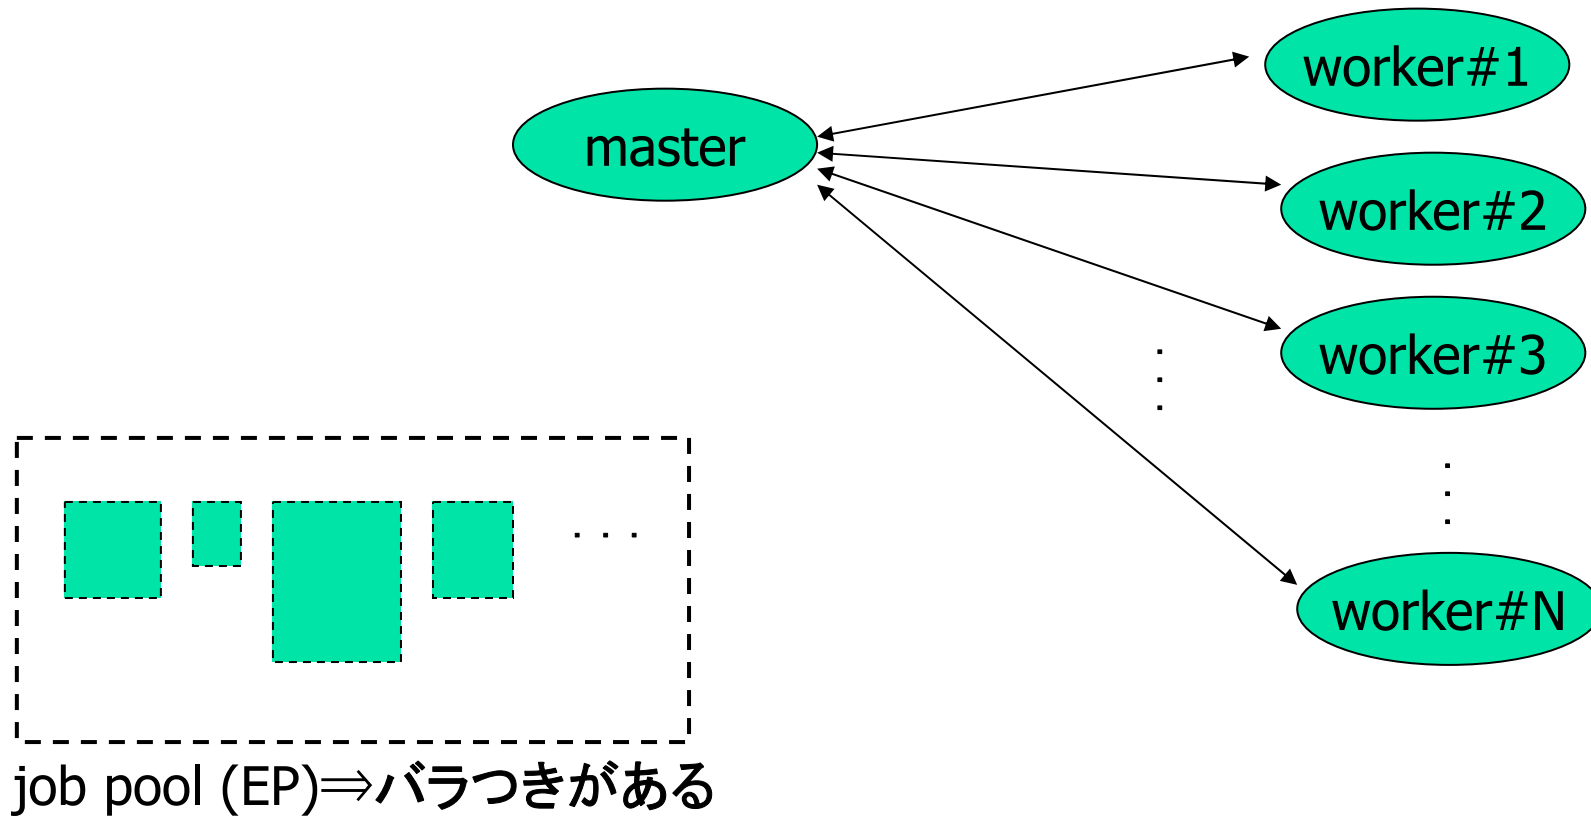 worker#1
master
worker#2
worker#3
. . .
. . .
. . .
worker#N
job pool (EP)⇒バラつきがある